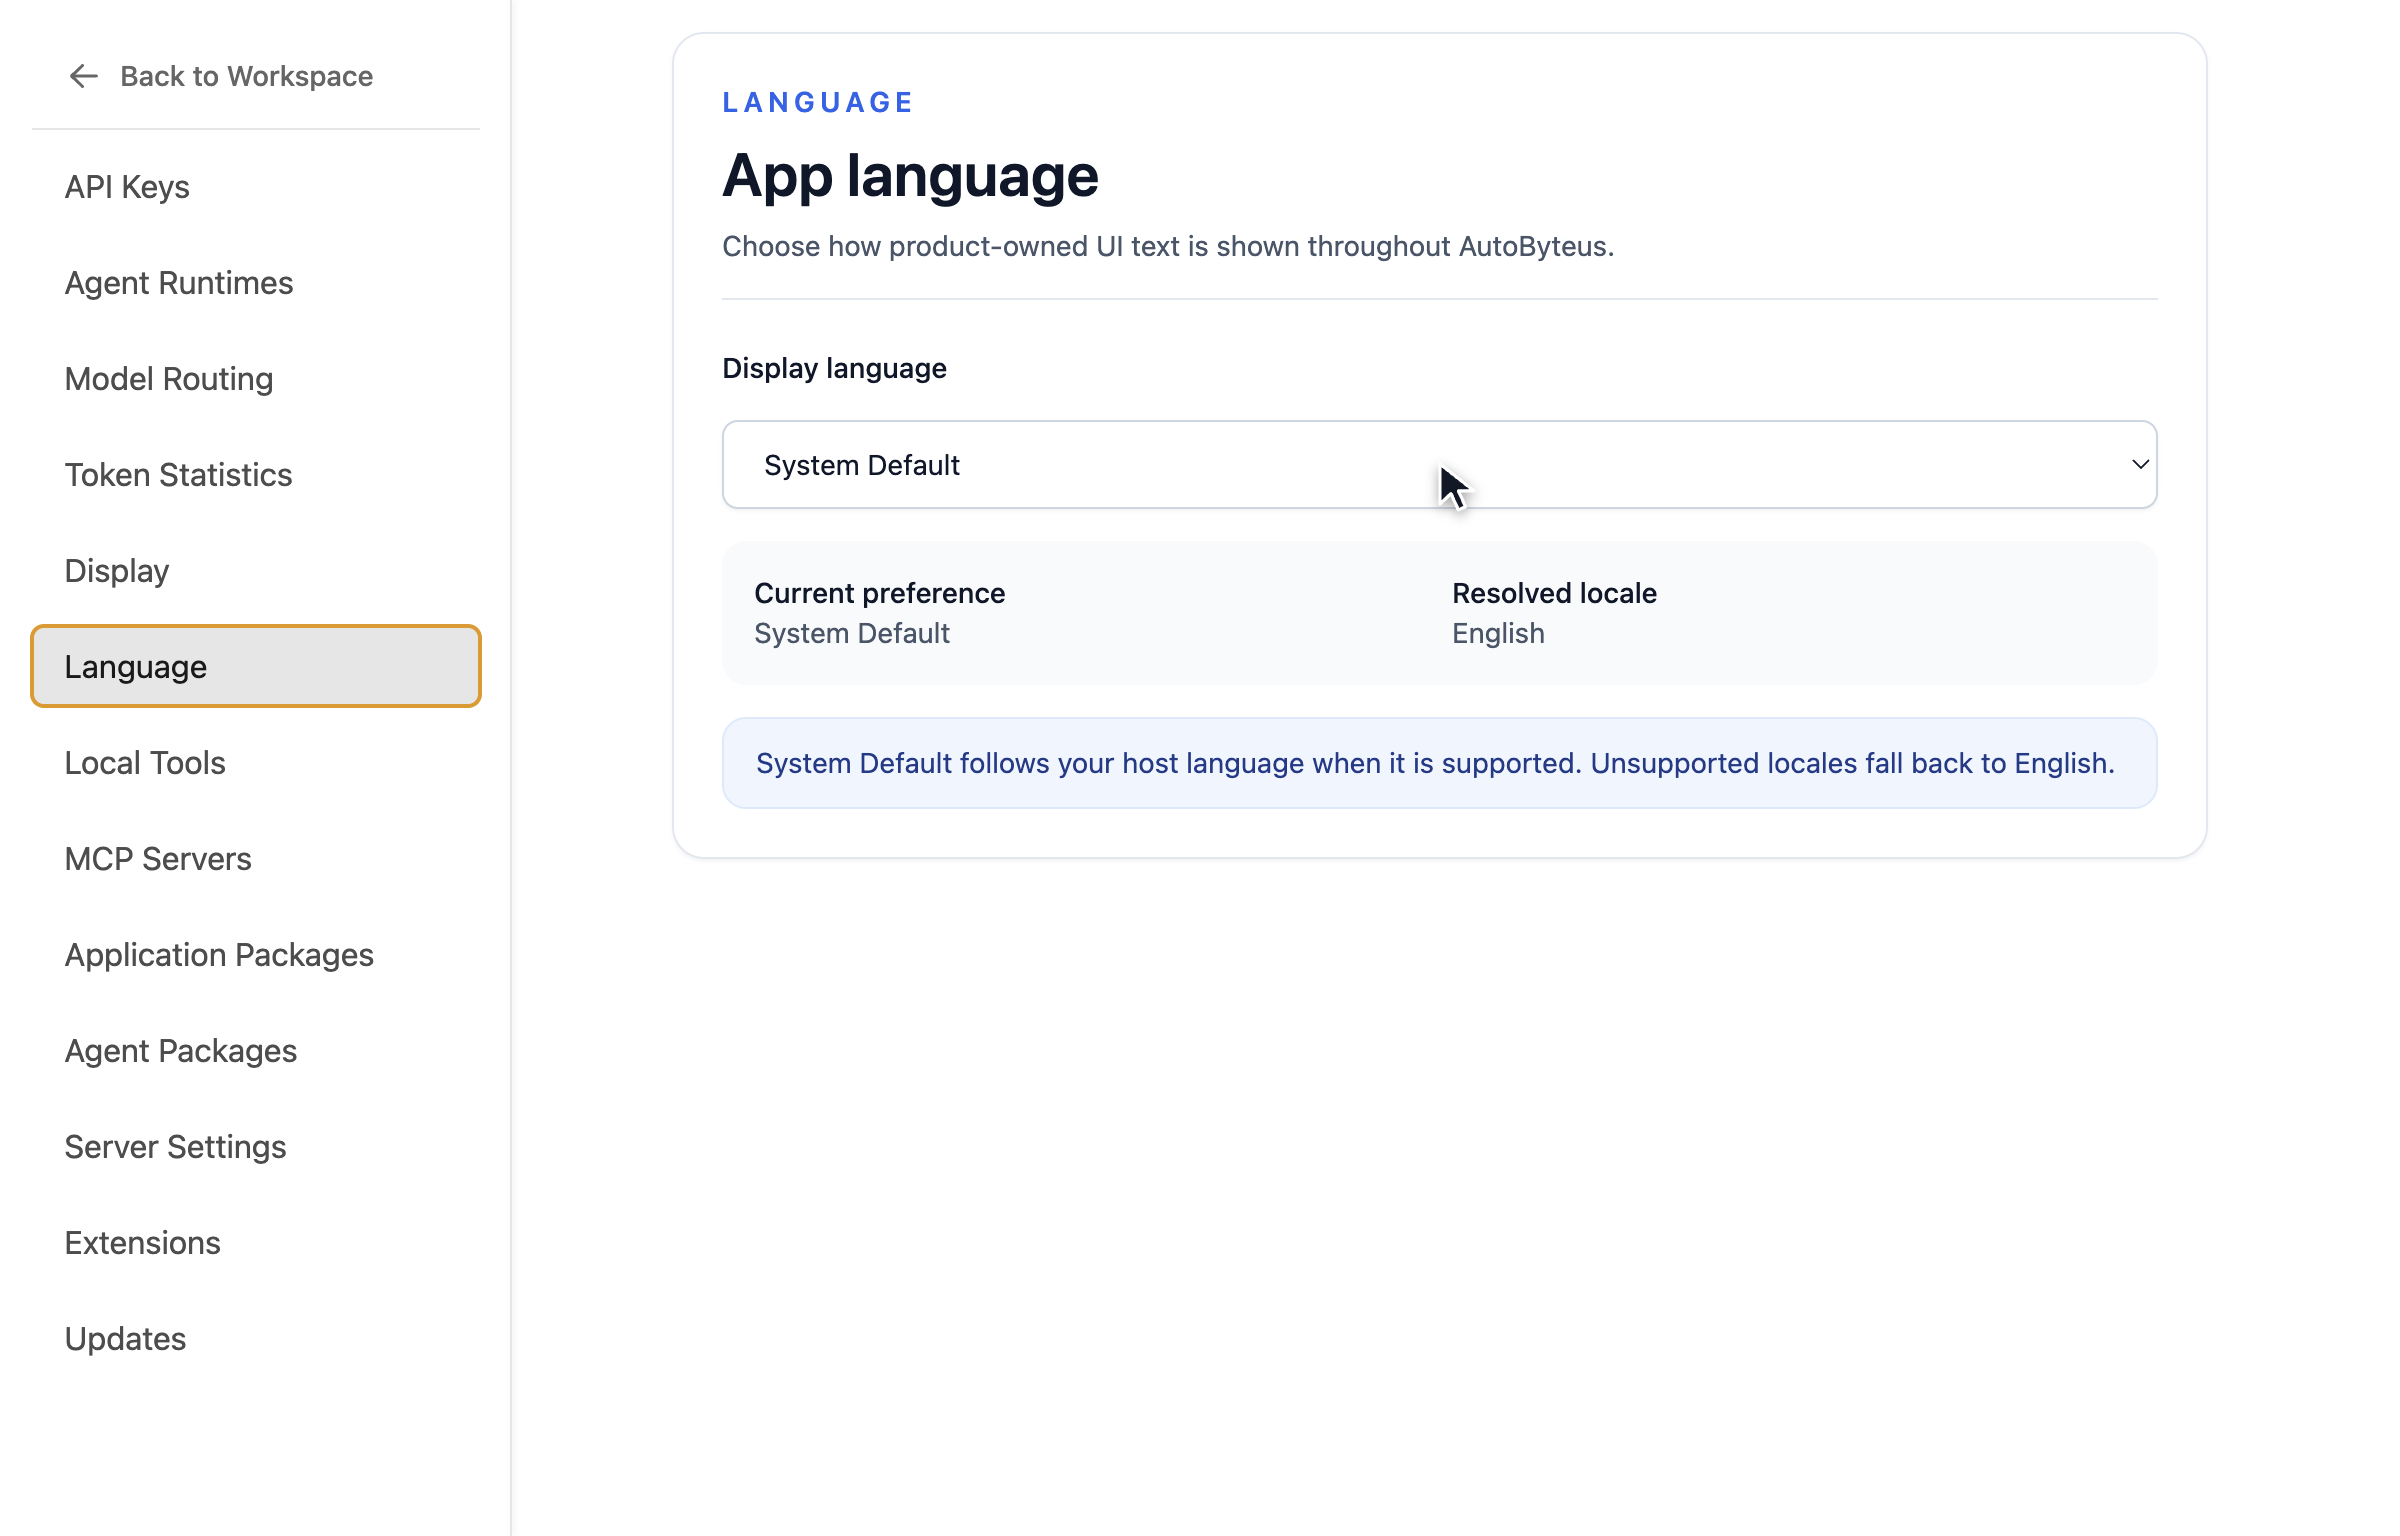 Back to Workspace
API Keys
Agent Runtimes
Model Routing
Token Statistics
Display
Language
Local Tools
MCP Servers
Application Packages
Agent Packages
Server Settings
Extensions
Updates
LANGUAGE
App language
Choose how product-owned UI text is shown throughout AutoByteus.
Display language
System Default
Current preference
System Default
Resolved locale
English
System Default follows your host language when it is supported. Unsupported locales fall back to English.